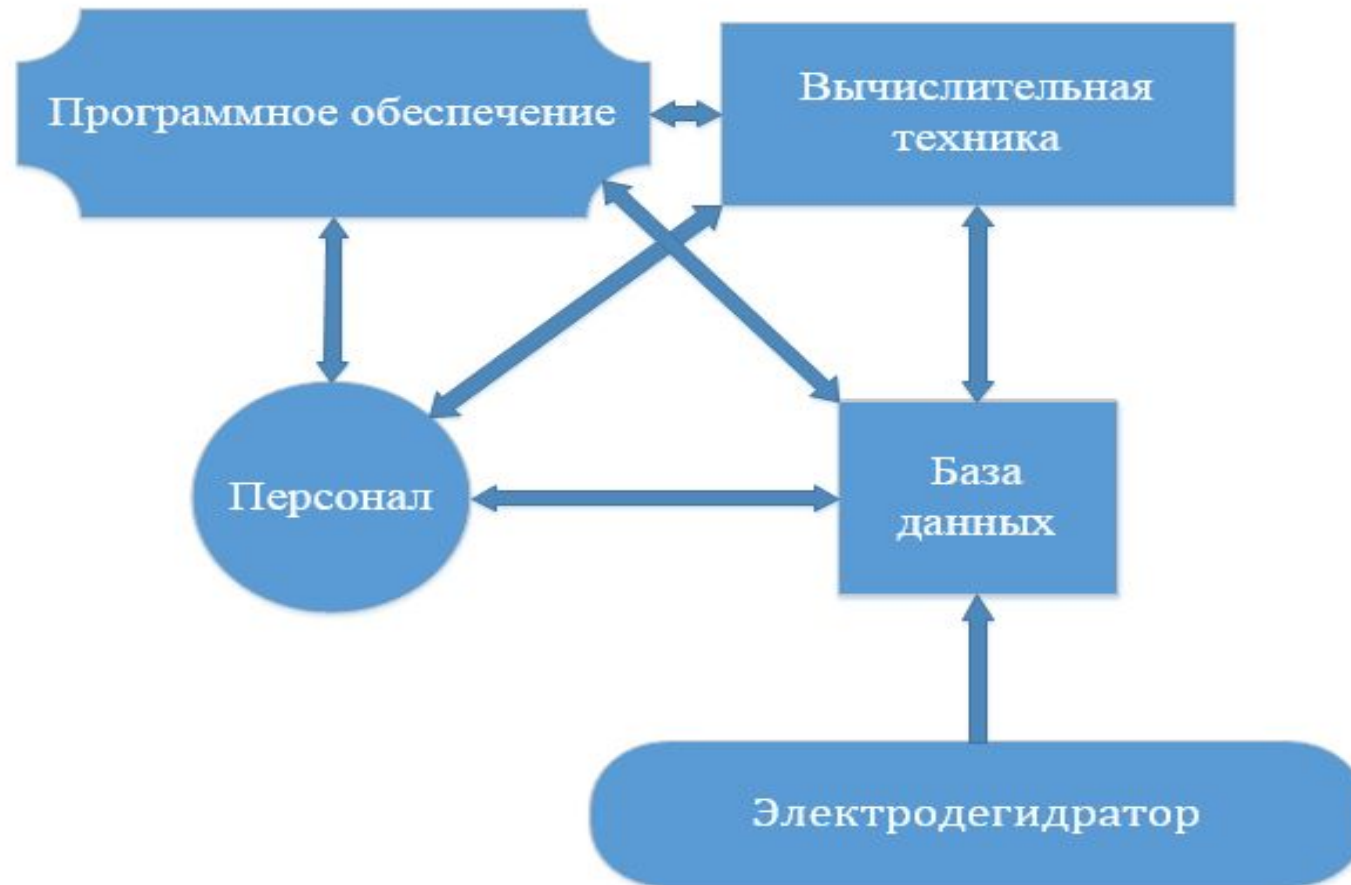 Программное обеспечение
Вычислительная
техника
Персонал
База
данных
Электродегидратор